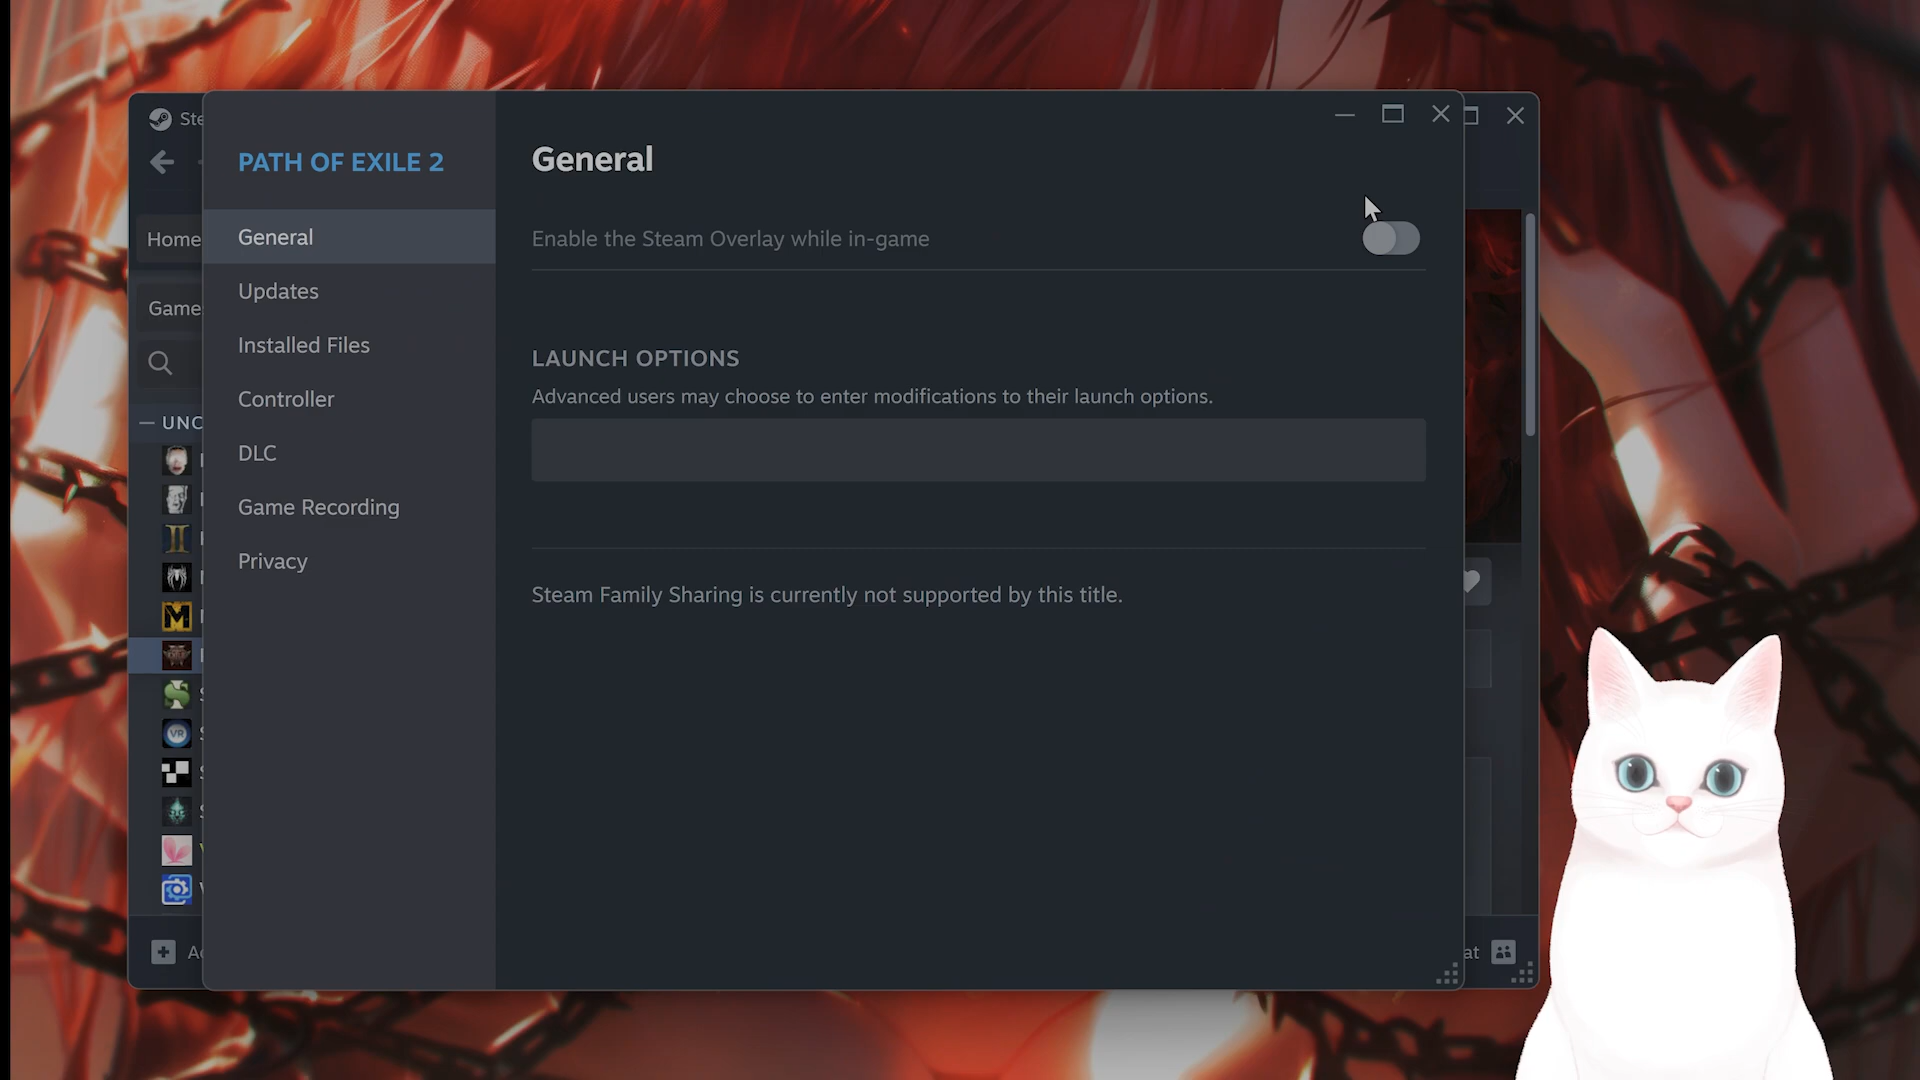 Ste
PATH OF EXILE 2
General
Home
General
Enable the Steam Overlay while in-game
Updates
Game
Installed Files
LAUNCH OPTIONS
Controller
Advanced users may choose to enter modifications to their launch options.
UNC
DLC
Game Recording
Privacy
Steam Family Sharing is currently not supported by this title.
VR
at